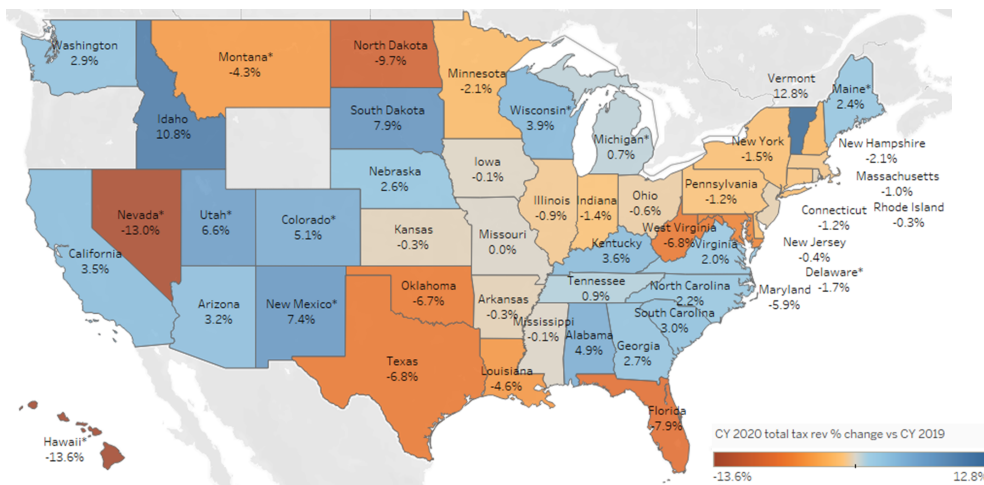 Washington
2.9%
Montana*
-4.3%
North Dakota
-9.7%
Minnesota
-2.1%
Idaho
10.8%
South Dakota
7.9%
Wisconsin*
3.9%
Michigan*
0.7%
Vermont
12.8%
Maine*
2.4%
New York
-1.5%
New Hampshire
-2.1%
Massachusetts
-1.0%
Rhode Island
-0.3%
Connecticut
-1.2%
New Jersey
-0.4%
Delaware*
-1.7%
Maryland
-5.9%
Nebraska
2.6%
Iowa
-0.1%
Illinois
-0.9%
Indiana
-1.4%
Ohio
-0.6%
Pennsylvania
-1.2%
Nevada*
-13.0%
Utah*
6.6%
Colorado*
5.1%
Kansas
-0.3%
Missouri
0.0%
Kentucky
3.6%
West Virginia
-6.8%
Virginia
2.0%
California
3.5%
Arizona
3.2%
New Mexico*
7.4%
Oklahoma
-6.7%
Arkansas
-0.3%
Tennessee
0.9%
North Carolina
2.2%
South Carolina
3.0%
Mississippi
-0.1%
Alabama
4.9%
Georgia
2.7%
Texas
-6.8%
Louisiana
-4.6%
Florida
-7.9%
Hawaii*
-13.6%
CY 2020 total tax rev % change vs CY 2019
-13.6%
12.8%